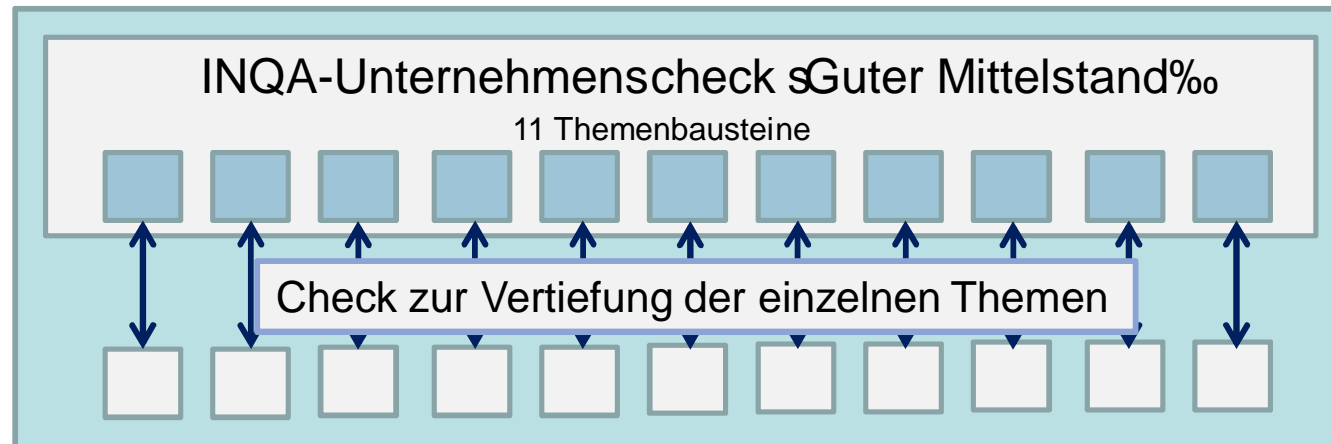 INQA-Unternehmenscheck sGuter Mittelstand‰
11 Themenbausteine
Check zur Vertiefung der einzelnen Themen